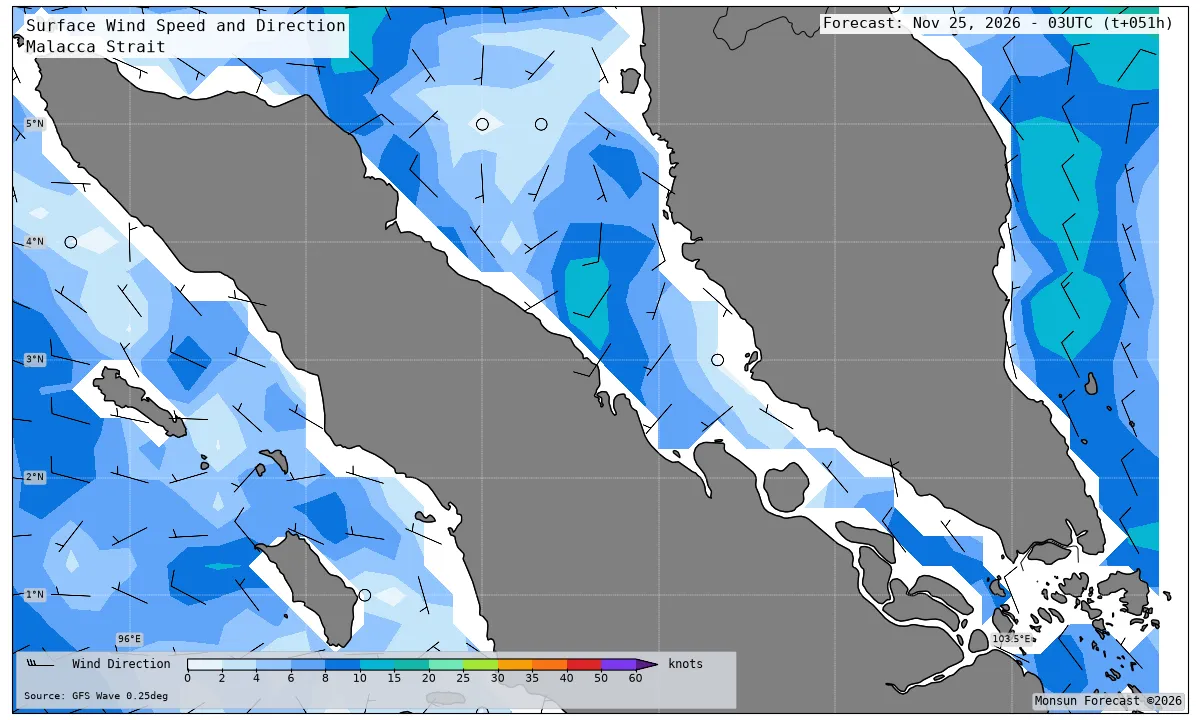 Surface Wind Speed and Direction
Malacca Strait
Forecast: Nov 25, 2026 - 03UTC (t+051h)
5°N
4°N
3°N
2°N
1°N
96°E
103.5°E
Wind Direction
0 2 4 6 8 10 15 20 25 30 35 40 50 60 knots
Source: GFS Wave 0.25deg
Monsun Forecast ©2026